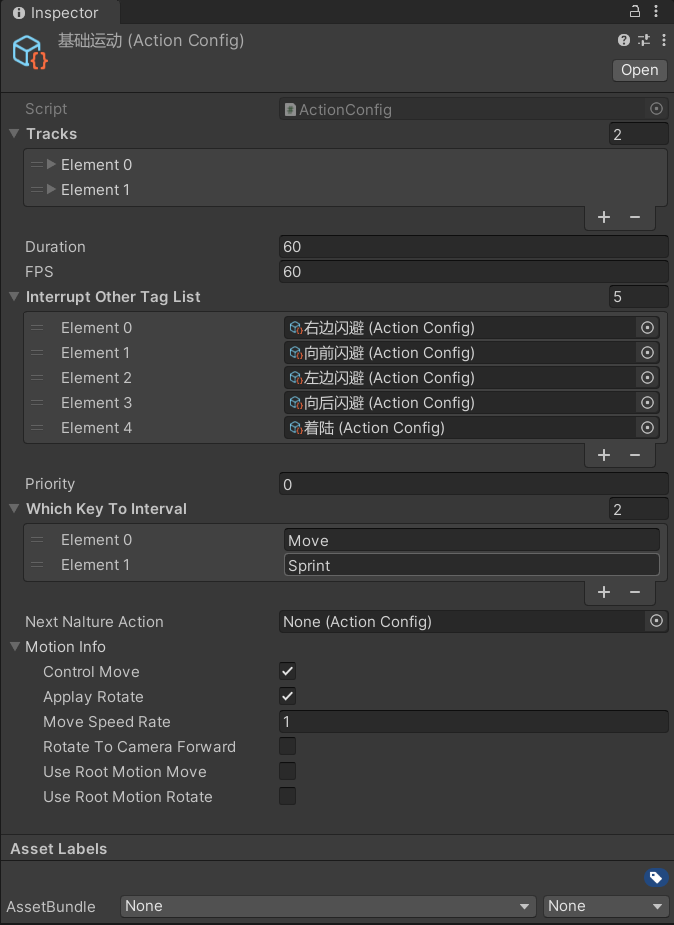 Inspector
基础运动 (Action Config)
Open
Script ActionConfig
Tracks 2
Element 0
Element 1
Duration 60
FPS 60
Interrupt Other Tag List 5
Element 0 右边闪避 (Action Config)
Element 1 向前闪避 (Action Config)
Element 2 左边闪避 (Action Config)
Element 3 向后闪避 (Action Config)
Element 4 着陆 (Action Config)
Priority 0
Which Key To Interval 2
Element 0 Move
Element 1 Sprint
Next Nalture Action None (Action Config)
Motion Info
Control Move
Applay Rotate
Move Speed Rate 1
Rotate To Camera Forward
Use Root Motion Move
Use Root Motion Rotate
Asset Labels
AssetBundle None None